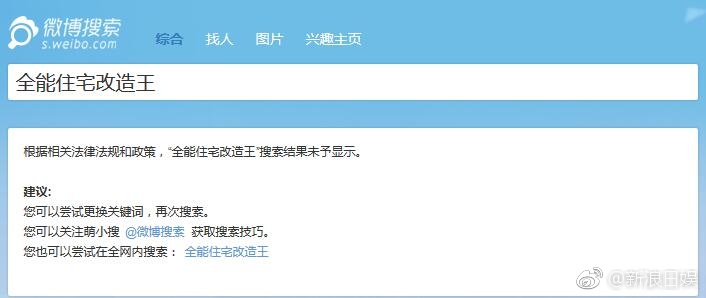 微博搜索
s.weibo.com
综合 找人 图片 兴趣主页
全能住宅改造王
根据相关法律法规和政策，“全能住宅改造王”搜索结果未予显示。
建议:
您可以尝试更换关键词，再次搜索。
您可以关注萌小搜 @微博搜索 获取搜索技巧。
您也可以尝试在全网内搜索： 全能住宅改造王
@新浪日娱